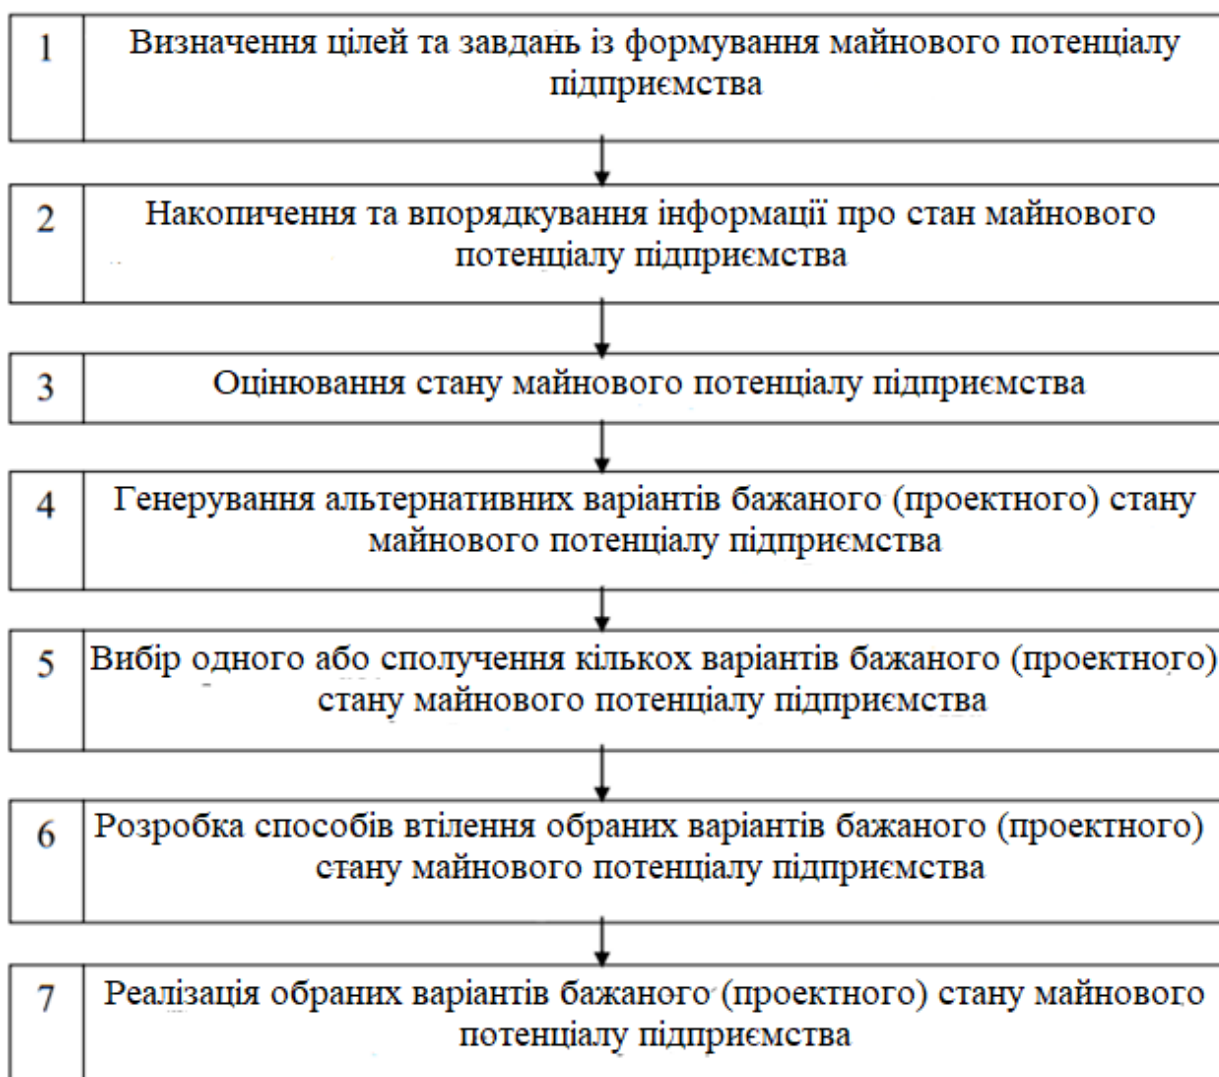 1 Визначення цілей та завдань із формування майнового потенціалу
підприємства
2 Накопичення та впорядкування інформації про стан майнового
потенціалу підприємства
3 Оцінювання стану майнового потенціалу підприємства
4 Генерування альтернативних варіантів бажаного (проектного) стану
майнового потенціалу підприємства
5 Вибір одного або сполучення кількох варіантів бажаного (проектного)
стану майнового потенціалу підприємства
6 Розробка способів втілення обраних варіантів бажаного (проектного)
стану майнового потенціалу підприємства
7 Реалізація обраних варіантів бажаного (проектного) стану майнового
потенціалу підприємства